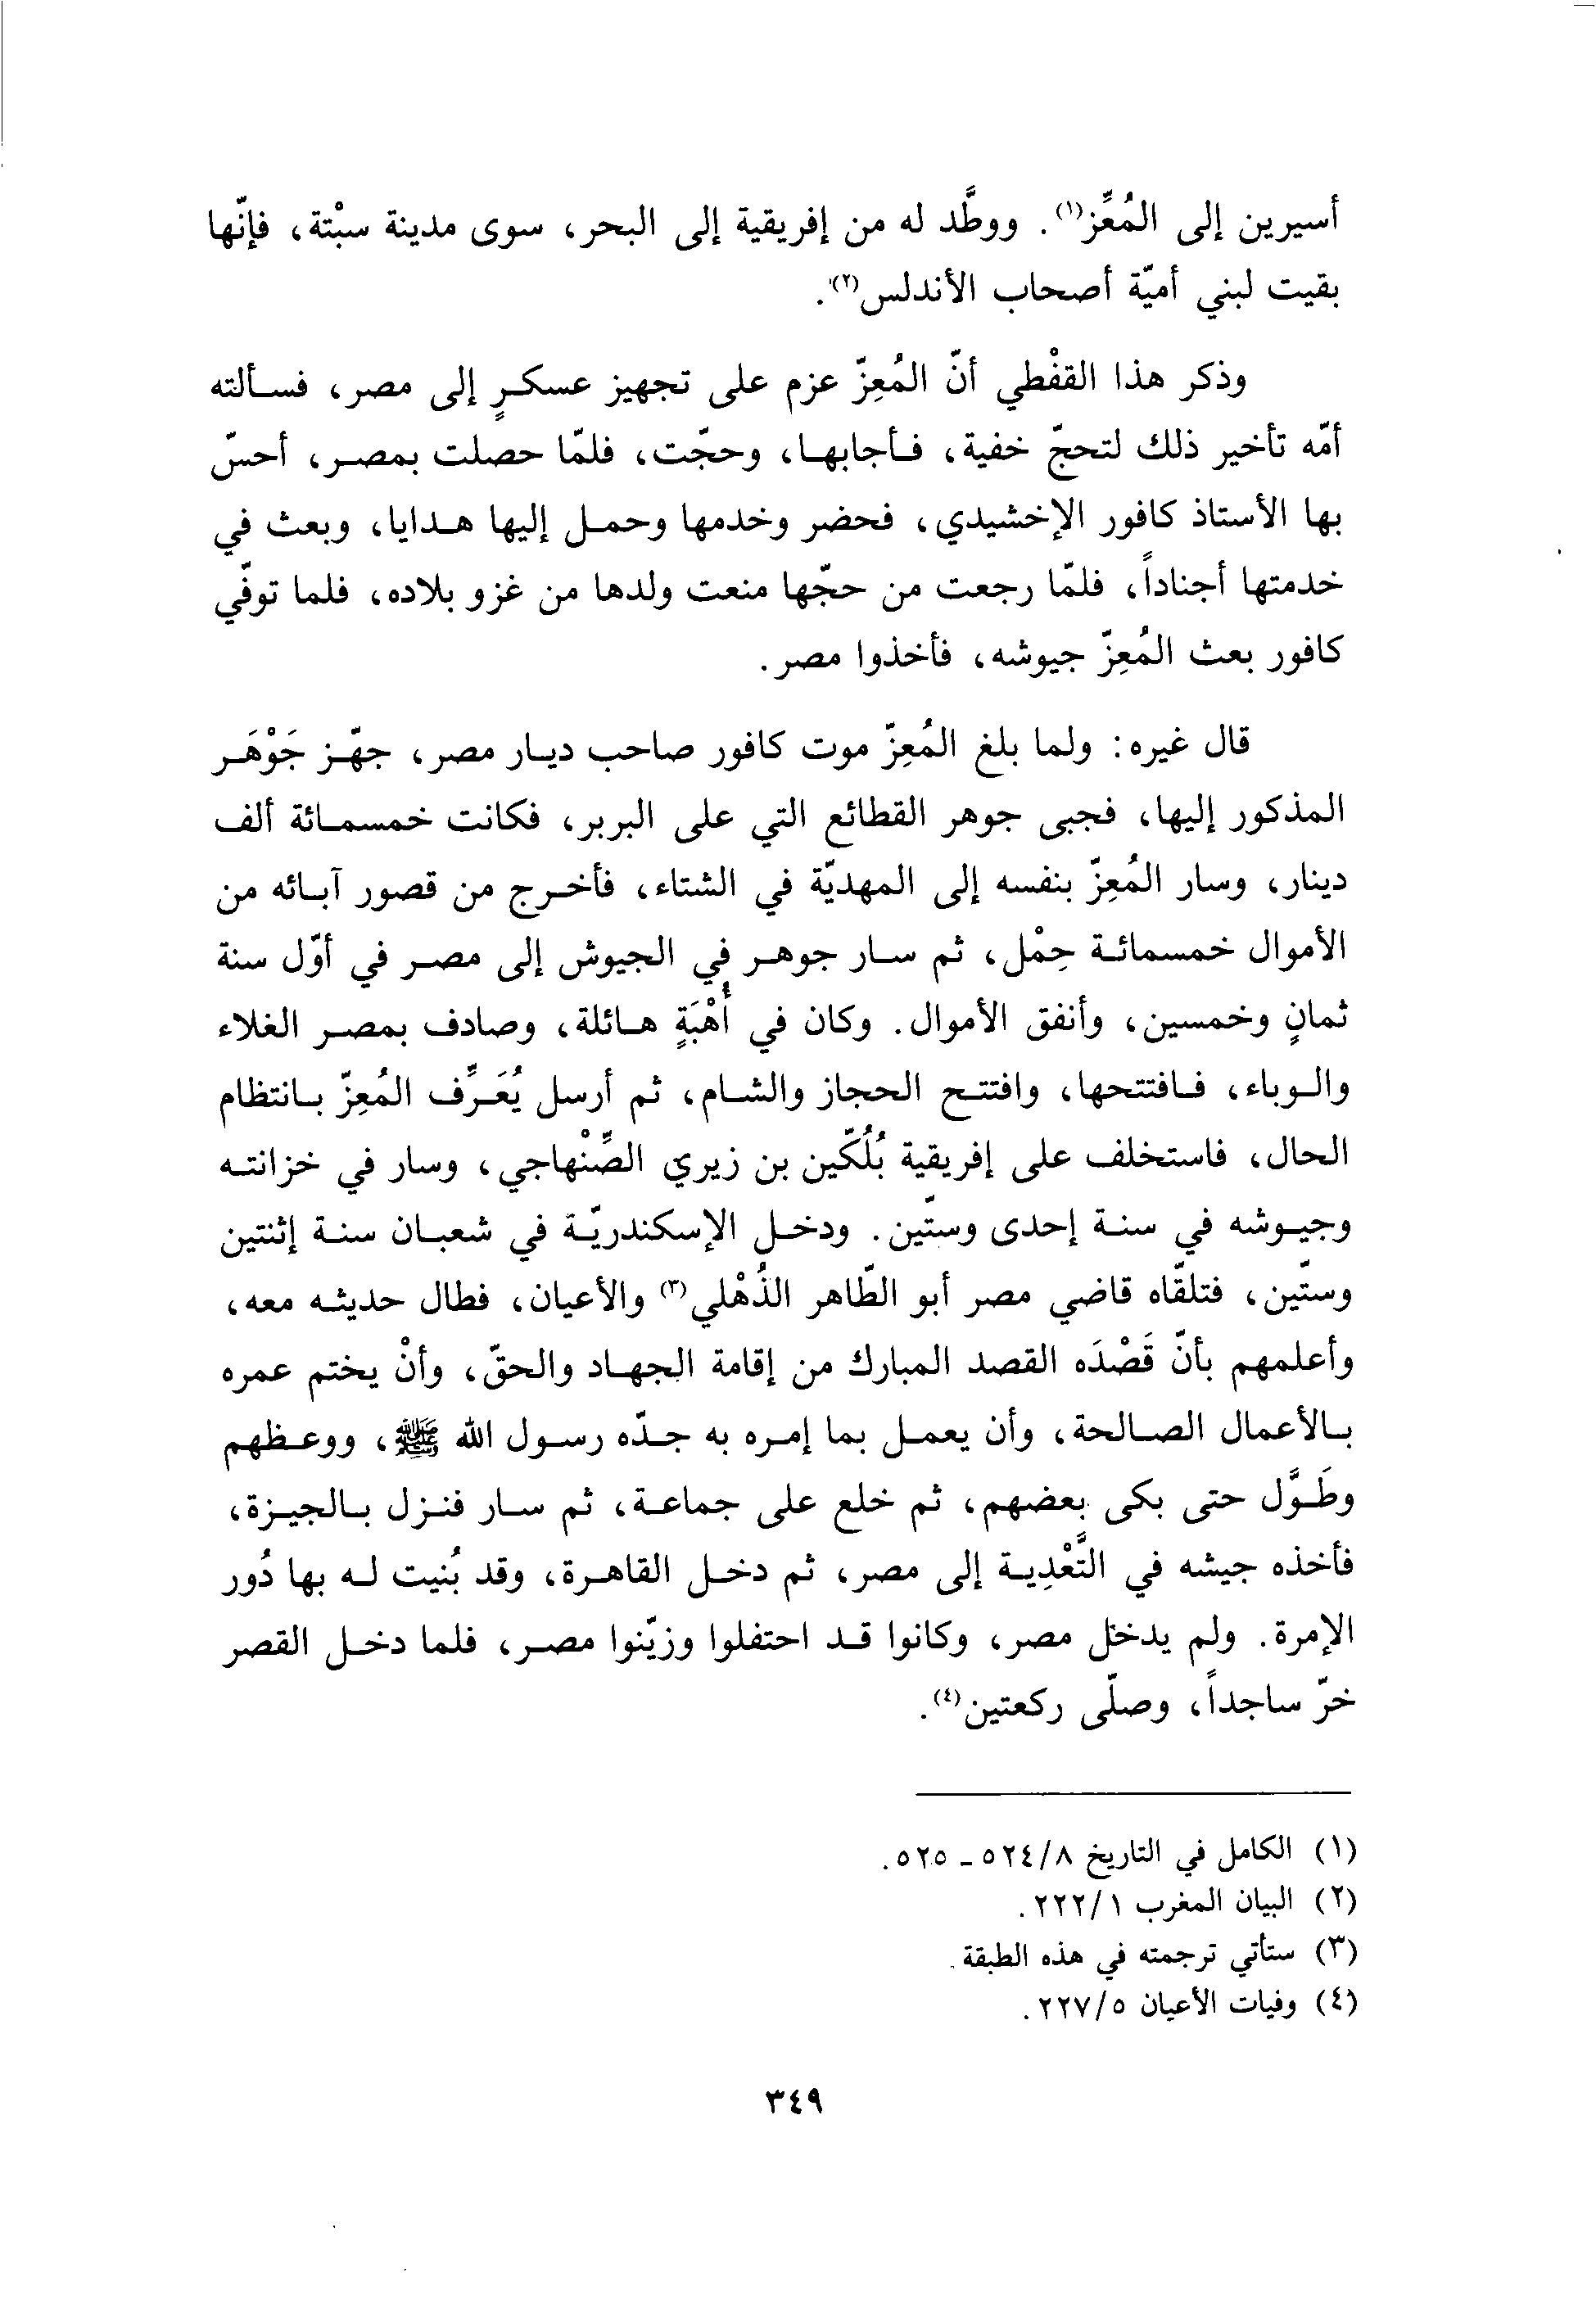 أسيرين إلى المُعِّز(١). ووطَّد له من إفريقية إلى البحر، سوى مدينة سبْتة، فإنّها
بقيت لبني أميّة أصحاب الأندلس(٢).
وذكر هذا القفْطي أنّ المُعِزّ عزم على تجهيز عسكرٍ إلى مصر، فسألته
أمّه تأخير ذلك لتحجّ خفية، فأجابها، وحجّت، فلمّا حصلت بمصر، أحسّ
بها الأستاذ كافور الإخشيدي، فحضر وخدمها وحمل إليها هدايا، وبعث في
خدمتها أجناداً، فلمّا رجعت من حجّها منعت ولدها من غزو بلاده، فلما توفّي
كافور بعث المُعِزّ جيوشه، فأخذوا مصر.
قال غيره: ولما بلغ المُعِزّ موت كافور صاحب ديار مصر، جهّز جَوْهَر
المذكور إليها، فجبى جوهر القطائع التي على البربر، فكانت خمسمائة ألف
دينار، وسار المُعِزّ بنفسه إلى المهديّة في الشتاء، فأخرج من قصور آبائه من
الأموال خمسمائة حِمْل، ثم سار جوهر في الجيوش إلى مصر في أوّل سنة
ثمانٍ وخمسين، وأنفق الأموال. وكان في أُهْبَةٍ هائلة، وصادف بمصر الغلاء
والوباء، فافتتحها، وافتتح الحجاز والشام، ثم أرسل يُعَرِّف المُعِزّ بانتظام
الحال، فاستخلف على إفريقية بُلُكّين بن زيري الصِّنْهاجي، وسار في خزانته
وجيوشه في سنة إحدى وستّين. ودخل الإسكندريّة في شعبان سنة إثنتين
وستّين، فتلقّاه قاضي مصر أبو الطّاهر الذُهْلي(٣) والأعيان، فطال حديثه معه،
وأعلمهم بأنّ قَصْدَه القصد المبارك من إقامة الجهاد والحقّ، وأنْ يختم عمره
بالأعمال الصالحة، وأن يعمل بما إمره به جدّه رسول الله ﷺ، ووعظهم
وطَوَّل حتى بكى بعضهم، ثم خلع على جماعة، ثم سار فنزل بالجيزة،
فأخذه جيشه في التَّعْدِية إلى مصر، ثم دخل القاهرة، وقد بُنيت له بها دُور
الإمرة. ولم يدخل مصر، وكانوا قد احتفلوا وزيّنوا مصر، فلما دخل القصر
خرّ ساجداً، وصلّى ركعتين(٤).
(١) الكامل في التاريخ ٥٢٤/٨ - ٥٢٥.
(٢) البيان المغرب ٢٢٢/١.
(٣) ستأتي ترجمته في هذه الطبقة.
(٤) وفيات الأعيان ٢٢٧/٥.
٣٤٩